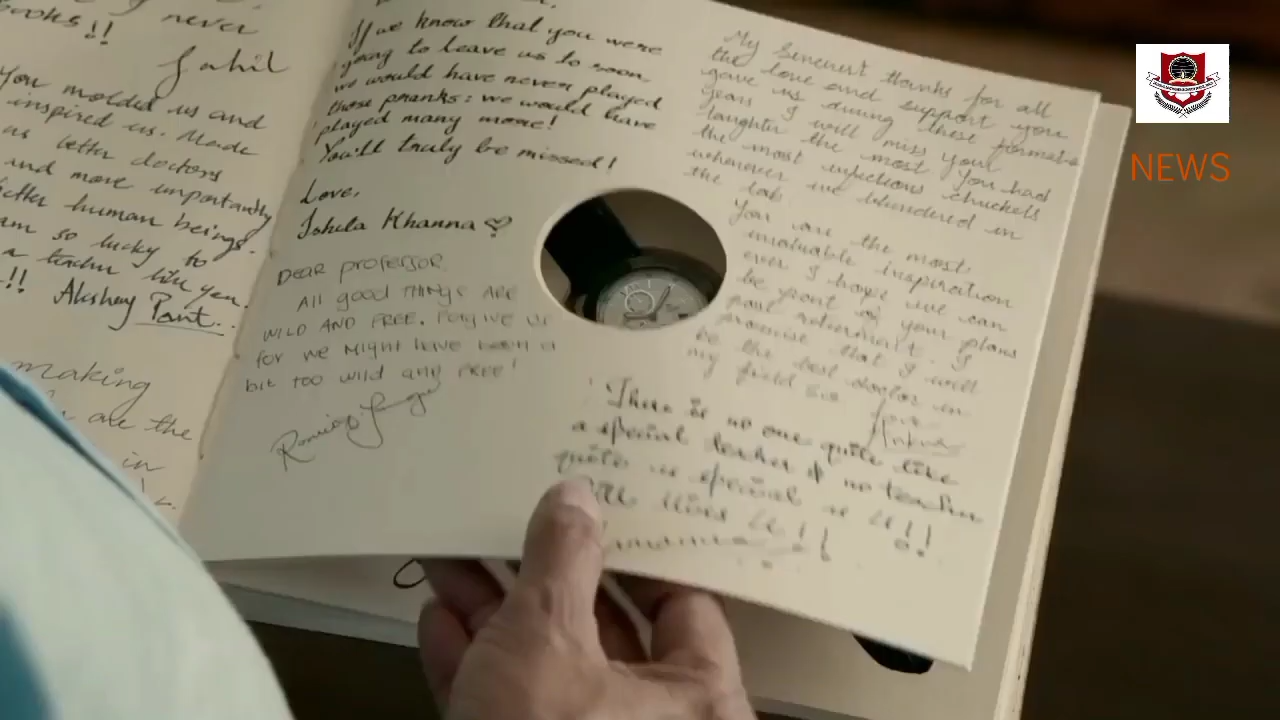 books!!
never
Sahil
You molded us and
inspired us. Made
us better doctors
and more importantly
better human beings.
am so lucky to
a teacher like you.
!!
Akshay Pant..
making
are the
in
If we know that you were
going to leave us so soon
we would have never played
those pranks: we would have
played many more!
You'll truly be missed!
Love,
Ishita Khanna
DEAR professor,
All good THINGS ARE
WILD AND FREE. Forgive us
for we might have been a
bit too wild and free!
My sincerest thanks for all
the love and support you
gave us during these formative
years I will miss your
laughter the most. You had
the most infectious chuckels
whenever we blundered in
the lab.
You are the most
invaluable inspiration
ever I hope we can
be part of your plans
post retirement. I
promise that I will
be the best doctor in
my field sir
Love
There is no one quite like
a special teacher & no teacher
quite as special as U!!
will miss U!!
NEWS